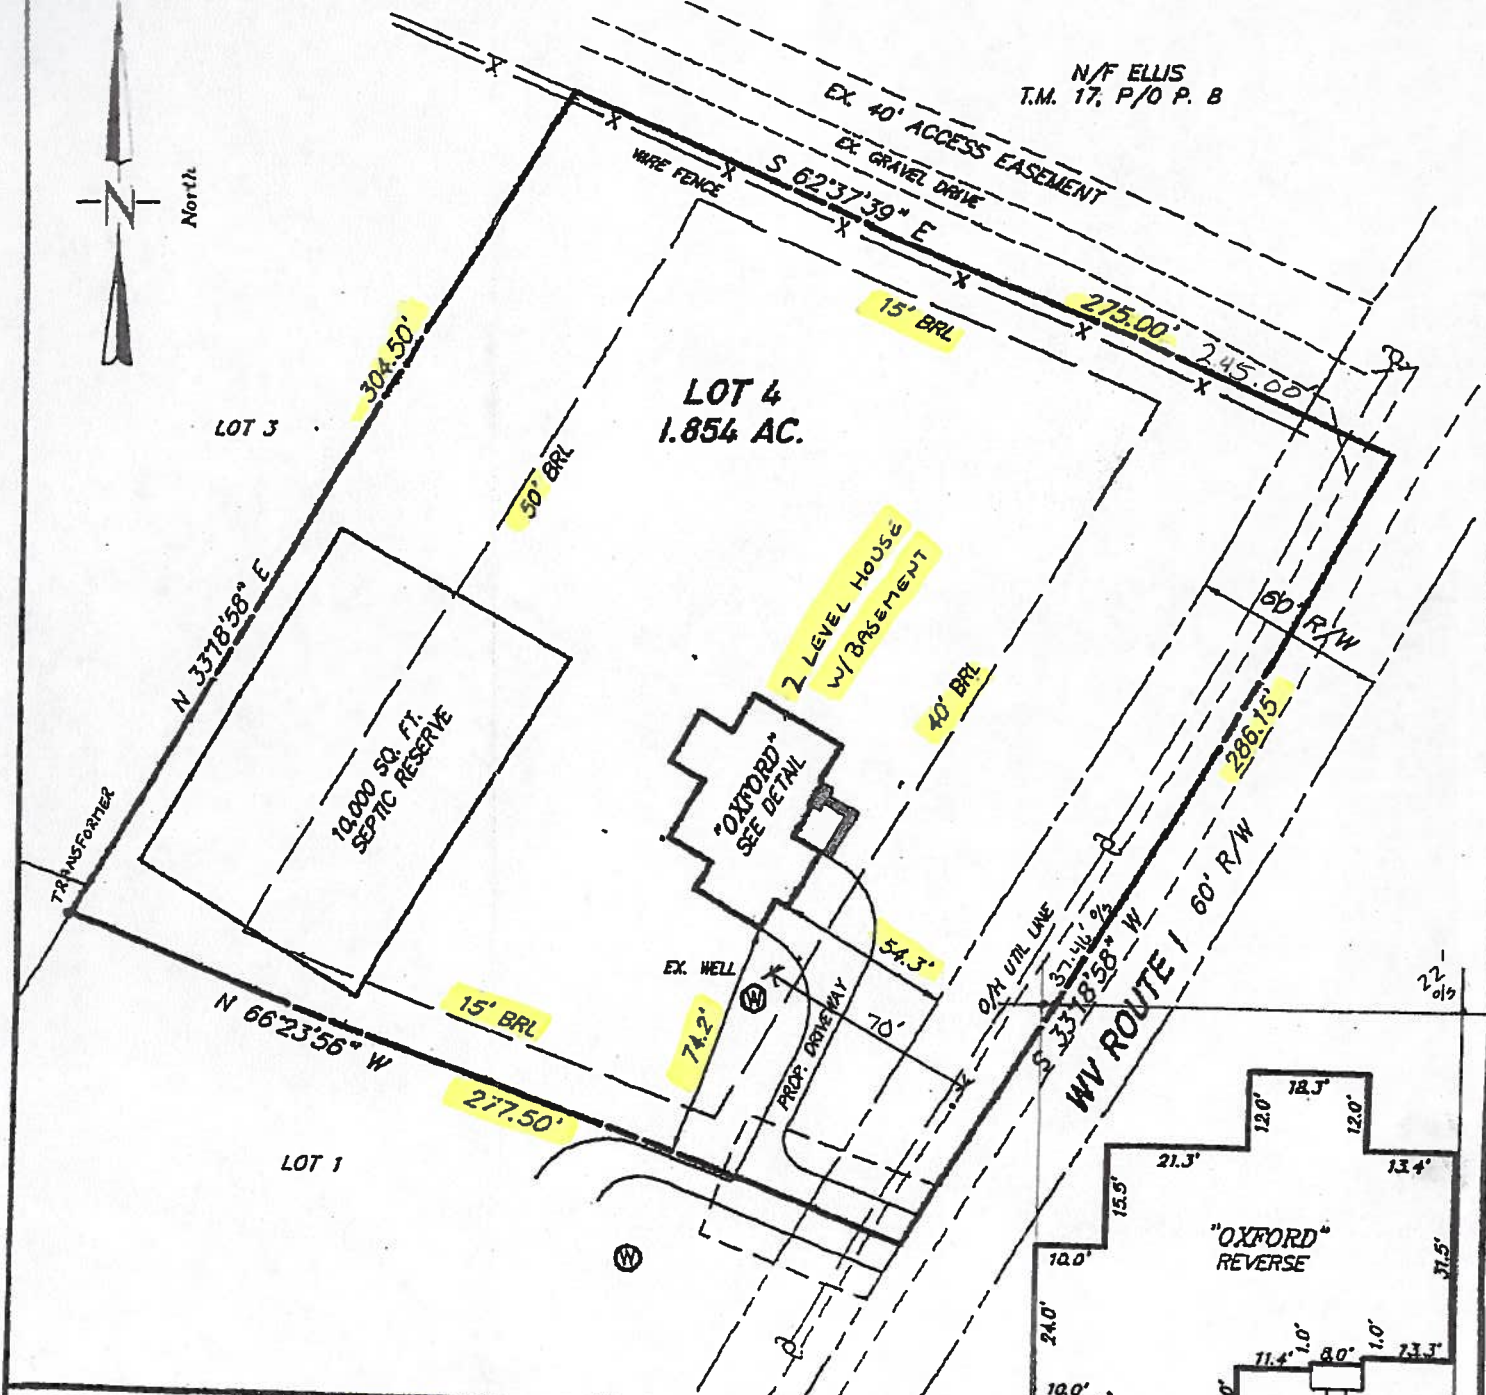 N/F ELLIS
T.M. 17, P/O P. 8
EX. 40' ACCESS EASEMENT
EX. GRAVEL DRIVE
N
North
WIRE FENCE
S 62°37'39" E
275.00'
245.00'
15' BRL
304.50'
LOT 3
LOT 4
1.854 AC.
50' BRL
2 LEVEL HOUSE
W/BASEMENT
60' R/W
N 33°18'58" E
40' BRL
286.15'
10,000 SQ. FT.
SEPTIC RESERVE
"OXFORD"
SEE DETAIL
TRANSFORMER
60' R/W
WV ROUTE 1
S 33°18'58" W
37.46' o/s
O/H UTIL LINE
54.3'
EX. WELL
W
70'
22'
o/s
PROP. DRIVEWAY
74.2'
15' BRL
N 66°23'56" W
277.50'
LOT 1
W
18.3'
12.0'
12.0'
21.3'
13.4'
15.5'
"OXFORD"
REVERSE
10.0'
31.5'
24.0'
1.0'
1.0'
11.4'
8.0'
13.3'
10.0'